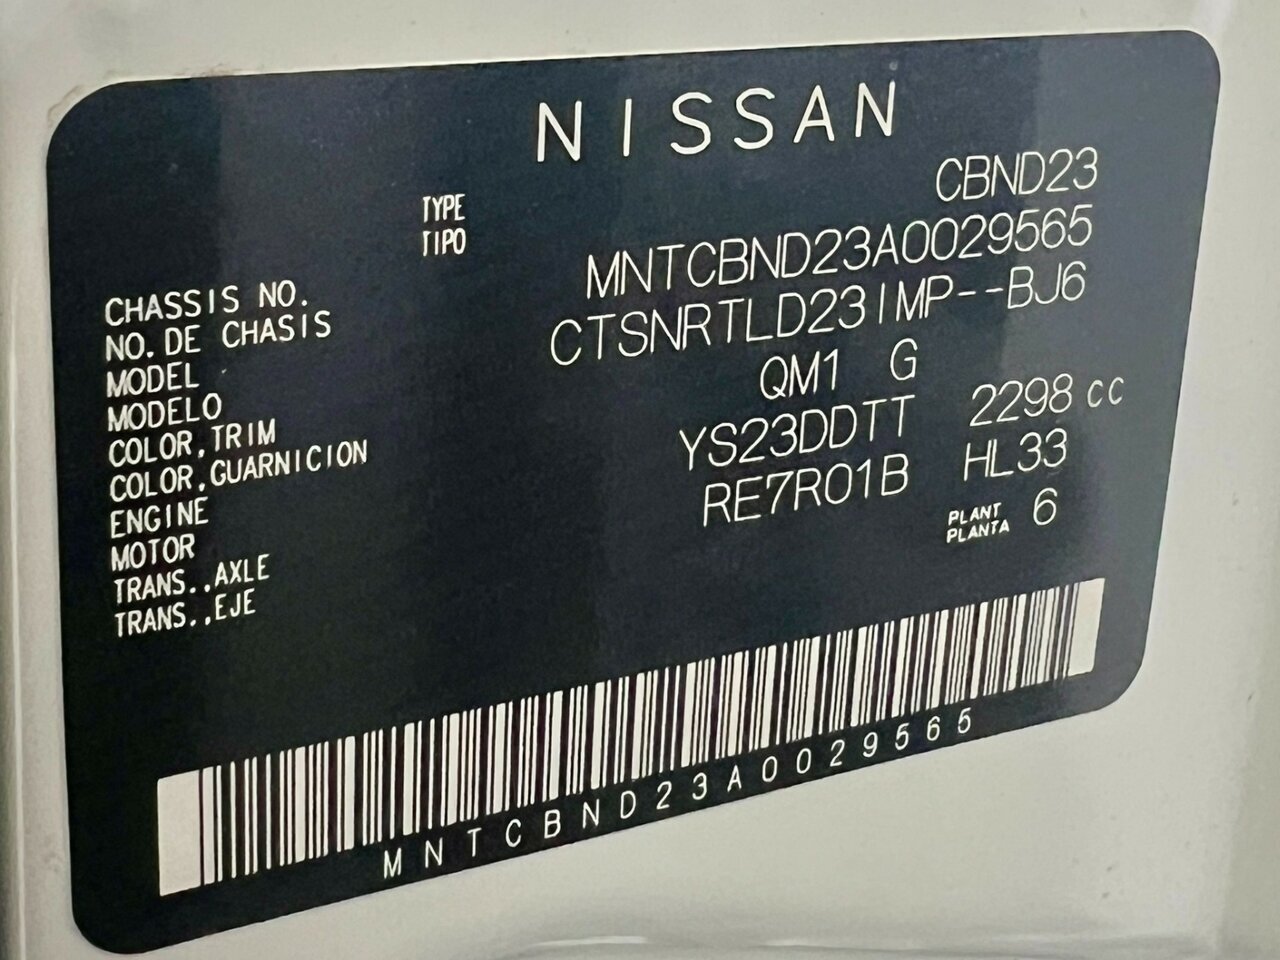 NISSAN
TYPE CBND23
TIPO
CHASSIS NO. MNTCBND23A0029565
NO. DE CHASIS
MODEL CTSNRTLD23IMP--BJ6
MODELO
COLOR,TRIM QM1 G
COLOR,GUARNICION
ENGINE YS23DDTT 2298 cc
MOTOR
TRANS.,AXLE RE7R01B HL33
TRANS.,EJE
PLANT 6
PLANTA
MNTCBND23A0029565